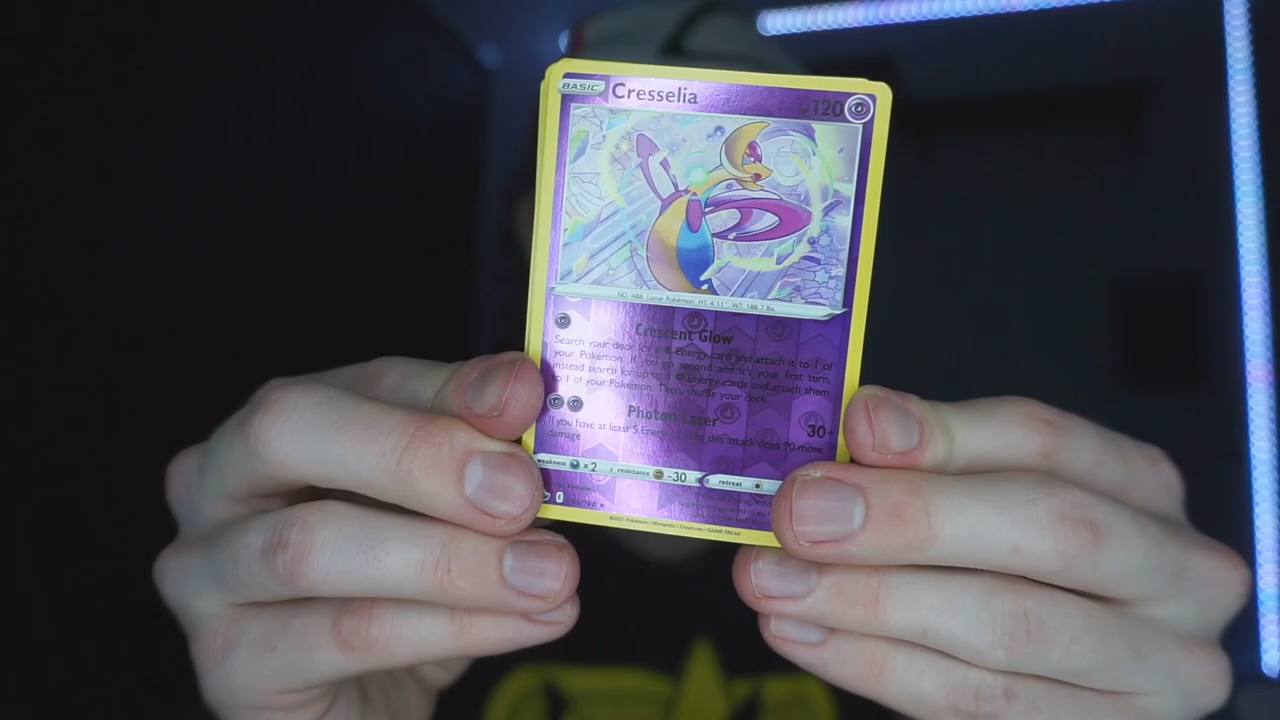 BASIC Cresselia 120
NO. 488 Lunar Pokémon HT: 4'11" WT: 188.7 lbs.
Crescent Glow
Search your deck for a Energy card and attach it to 1 of
your Pokémon. If you go second and it's your first turn,
instead search for up to 3 Energy cards and attach them
to 1 of your Pokémon. Then, shuffle your deck.
Photon Laser 30+
If you have at least 5 Energy in play, this attack does 90 more
damage.
weakness ×2 resistance -30 retreat
©2021 Pokémon / Nintendo / Creatures / GAME FREAK